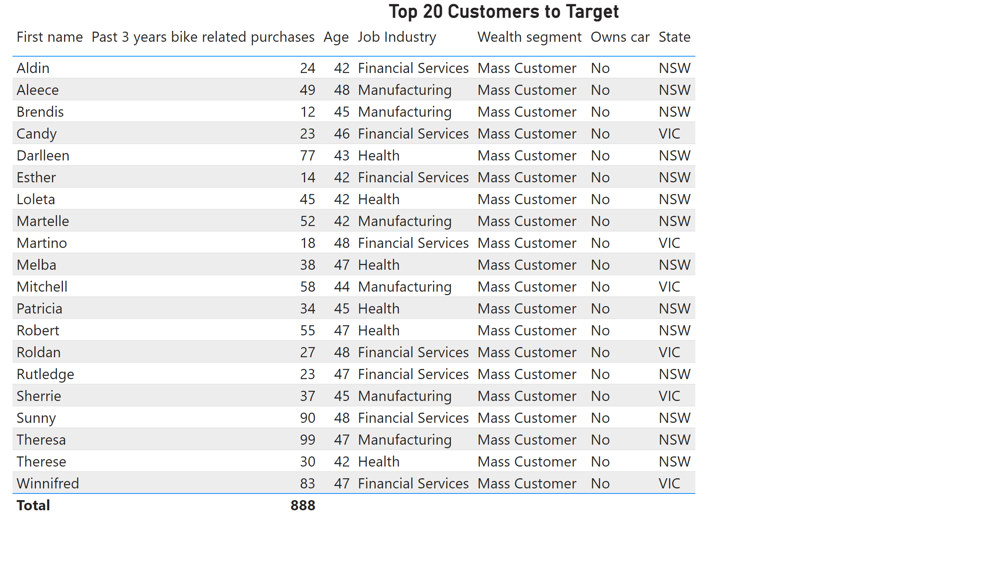 Top 20 Customers to Target
First name Past 3 years bike related purchases Age Job Industry Wealth segment Owns car State
Aldin 24 42 Financial Services Mass Customer No NSW
Aleece 49 48 Manufacturing Mass Customer No NSW
Brendis 12 45 Manufacturing Mass Customer No NSW
Candy 23 46 Financial Services Mass Customer No VIC
Darlleen 77 43 Health Mass Customer No NSW
Esther 14 42 Financial Services Mass Customer No NSW
Loleta 45 42 Health Mass Customer No NSW
Martelle 52 42 Manufacturing Mass Customer No NSW
Martino 18 48 Financial Services Mass Customer No VIC
Melba 38 47 Health Mass Customer No NSW
Mitchell 58 44 Manufacturing Mass Customer No VIC
Patricia 34 45 Health Mass Customer No NSW
Robert 55 47 Health Mass Customer No NSW
Roldan 27 48 Financial Services Mass Customer No VIC
Rutledge 23 47 Financial Services Mass Customer No NSW
Sherrie 37 45 Manufacturing Mass Customer No VIC
Sunny 90 48 Financial Services Mass Customer No NSW
Theresa 99 47 Manufacturing Mass Customer No NSW
Therese 30 42 Health Mass Customer No NSW
Winnifred 83 47 Financial Services Mass Customer No VIC
Total 888